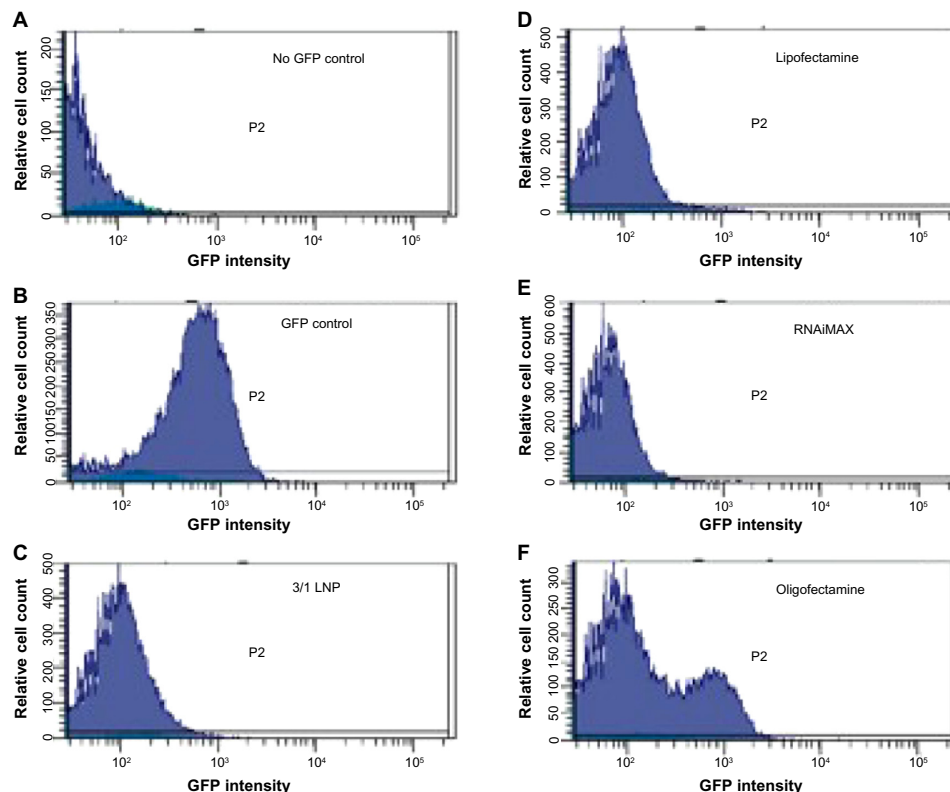 A
Relative cell count
200
150
100
50
0
No GFP control
P2
10² 10³ 10⁴ 10⁵
GFP intensity
B
Relative cell count
350
300
250
200
150
100
50
0
GFP control
P2
10² 10³ 10⁴ 10⁵
GFP intensity
C
Relative cell count
500
400
300
200
100
0
3/1 LNP
P2
10² 10³ 10⁴ 10⁵
GFP intensity
D
Relative cell count
500
400
300
200
100
0
Lipofectamine
P2
10² 10³ 10⁴ 10⁵
GFP intensity
E
Relative cell count
600
500
400
300
200
100
0
RNAiMAX
P2
10² 10³ 10⁴ 10⁵
GFP intensity
F
Relative cell count
300
250
200
150
100
50
0
Oligofectamine
P2
10² 10³ 10⁴ 10⁵
GFP intensity